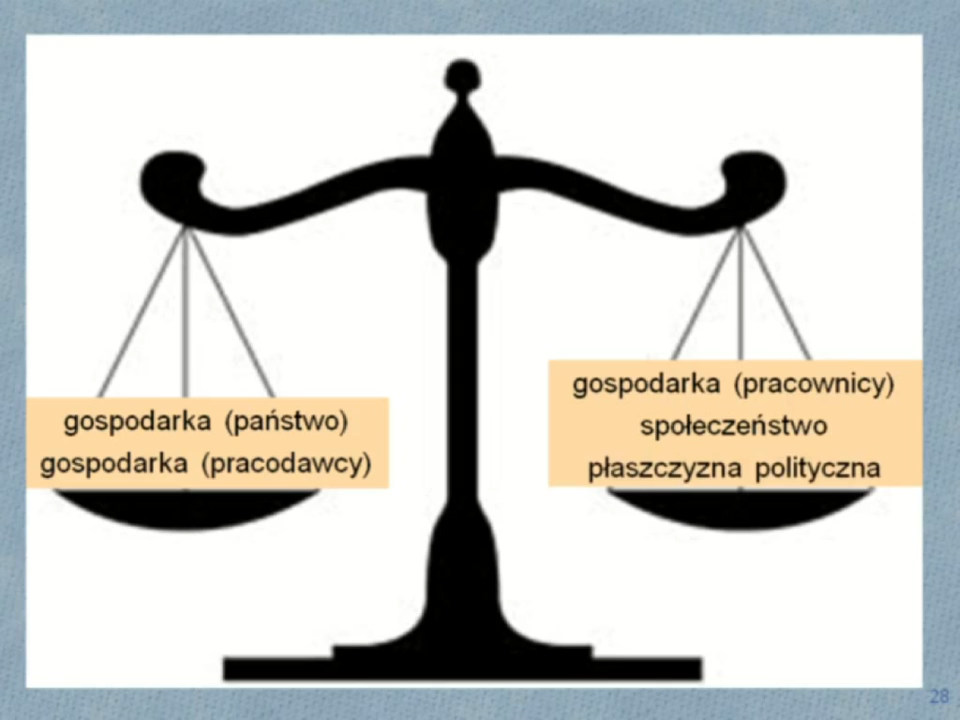 gospodarka (państwo)
gospodarka (pracodawcy)
gospodarka (pracownicy)
społeczeństwo
płaszczyzna polityczna
28